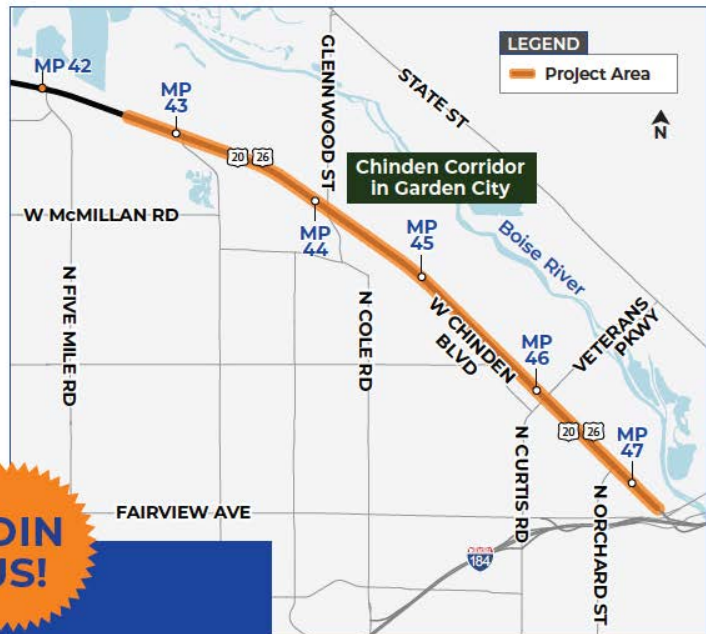 LEGEND
Project Area
N
MP 42
MP
43
GLENNWOOD ST
STATE ST
20 26
Chinden Corridor
in Garden City
W McMILLAN RD
MP
44
MP
45
Boise River
N FIVE MILE RD
N COLE RD
W CHINDEN
BLVD
MP
46
VETERANS
PKWY
20 26
MP
47
N CURTIS RD
N ORCHARD ST
FAIRVIEW AVE
184
OIN
US!